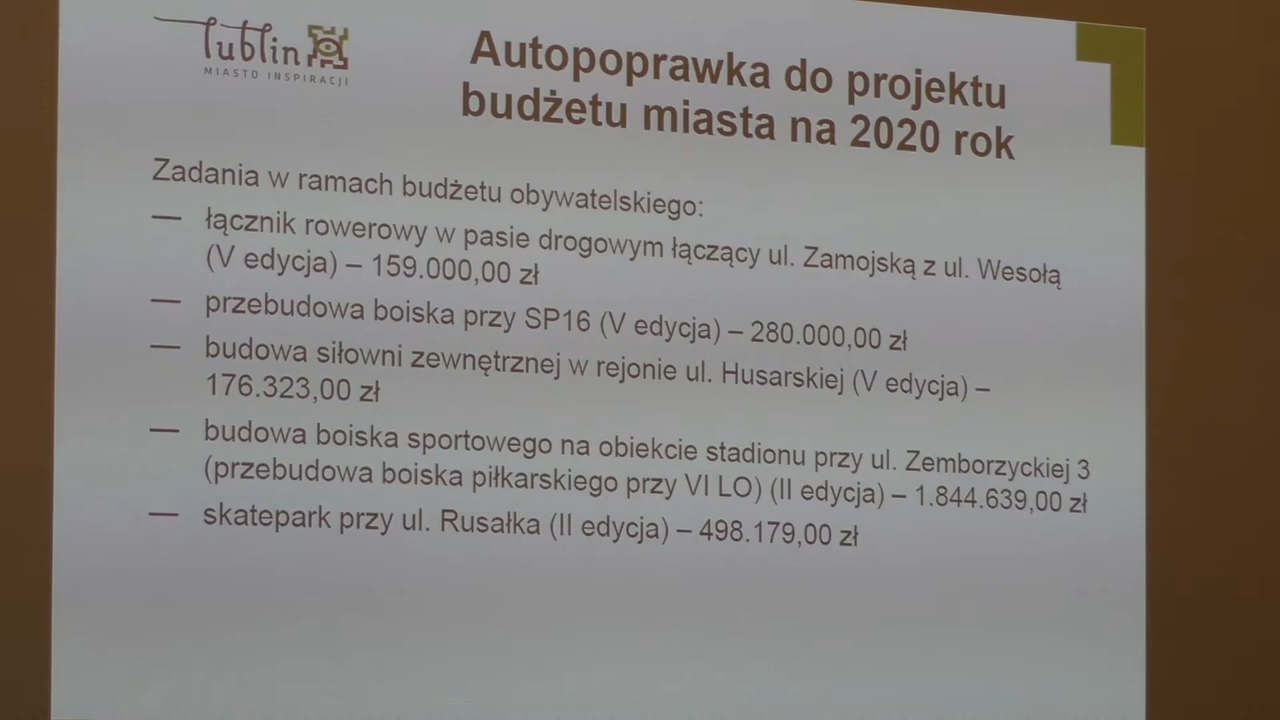 lublin
MIASTO INSPIRACJI
Autopoprawka do projektu
budżetu miasta na 2020 rok
Zadania w ramach budżetu obywatelskiego:
— łącznik rowerowy w pasie drogowym łączący ul. Zamojską z ul. Wesołą
(V edycja) – 159.000,00 zł
— przebudowa boiska przy SP16 (V edycja) – 280.000,00 zł
— budowa siłowni zewnętrznej w rejonie ul. Husarskiej (V edycja) –
176.323,00 zł
— budowa boiska sportowego na obiekcie stadionu przy ul. Zemborzyckiej 3
(przebudowa boiska piłkarskiego przy VI LO) (II edycja) – 1.844.639,00 zł
— skatepark przy ul. Rusałka (II edycja) – 498.179,00 zł